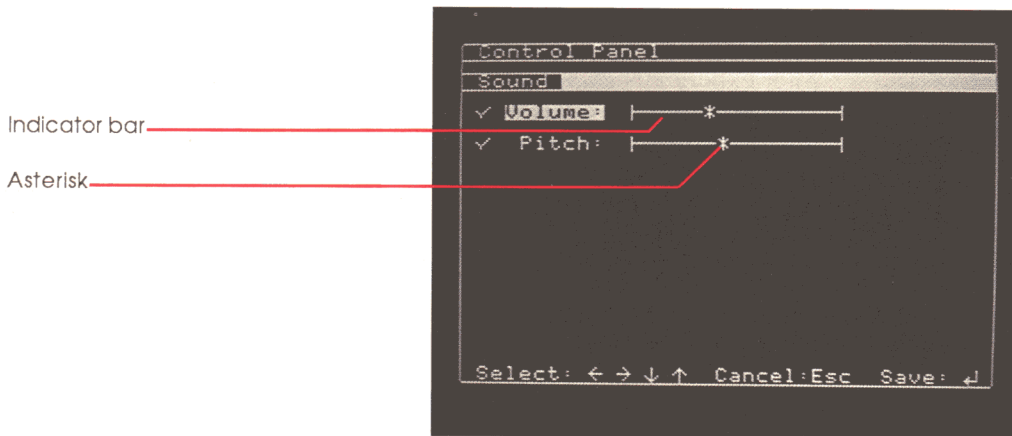 Control Panel
Sound
Indicator bar
✓ Volume: ├─────*─────────┤
Asterisk
✓ Pitch: ├──────*────────┤
Select: ← → ↓ ↑ Cancel:Esc Save: ↵